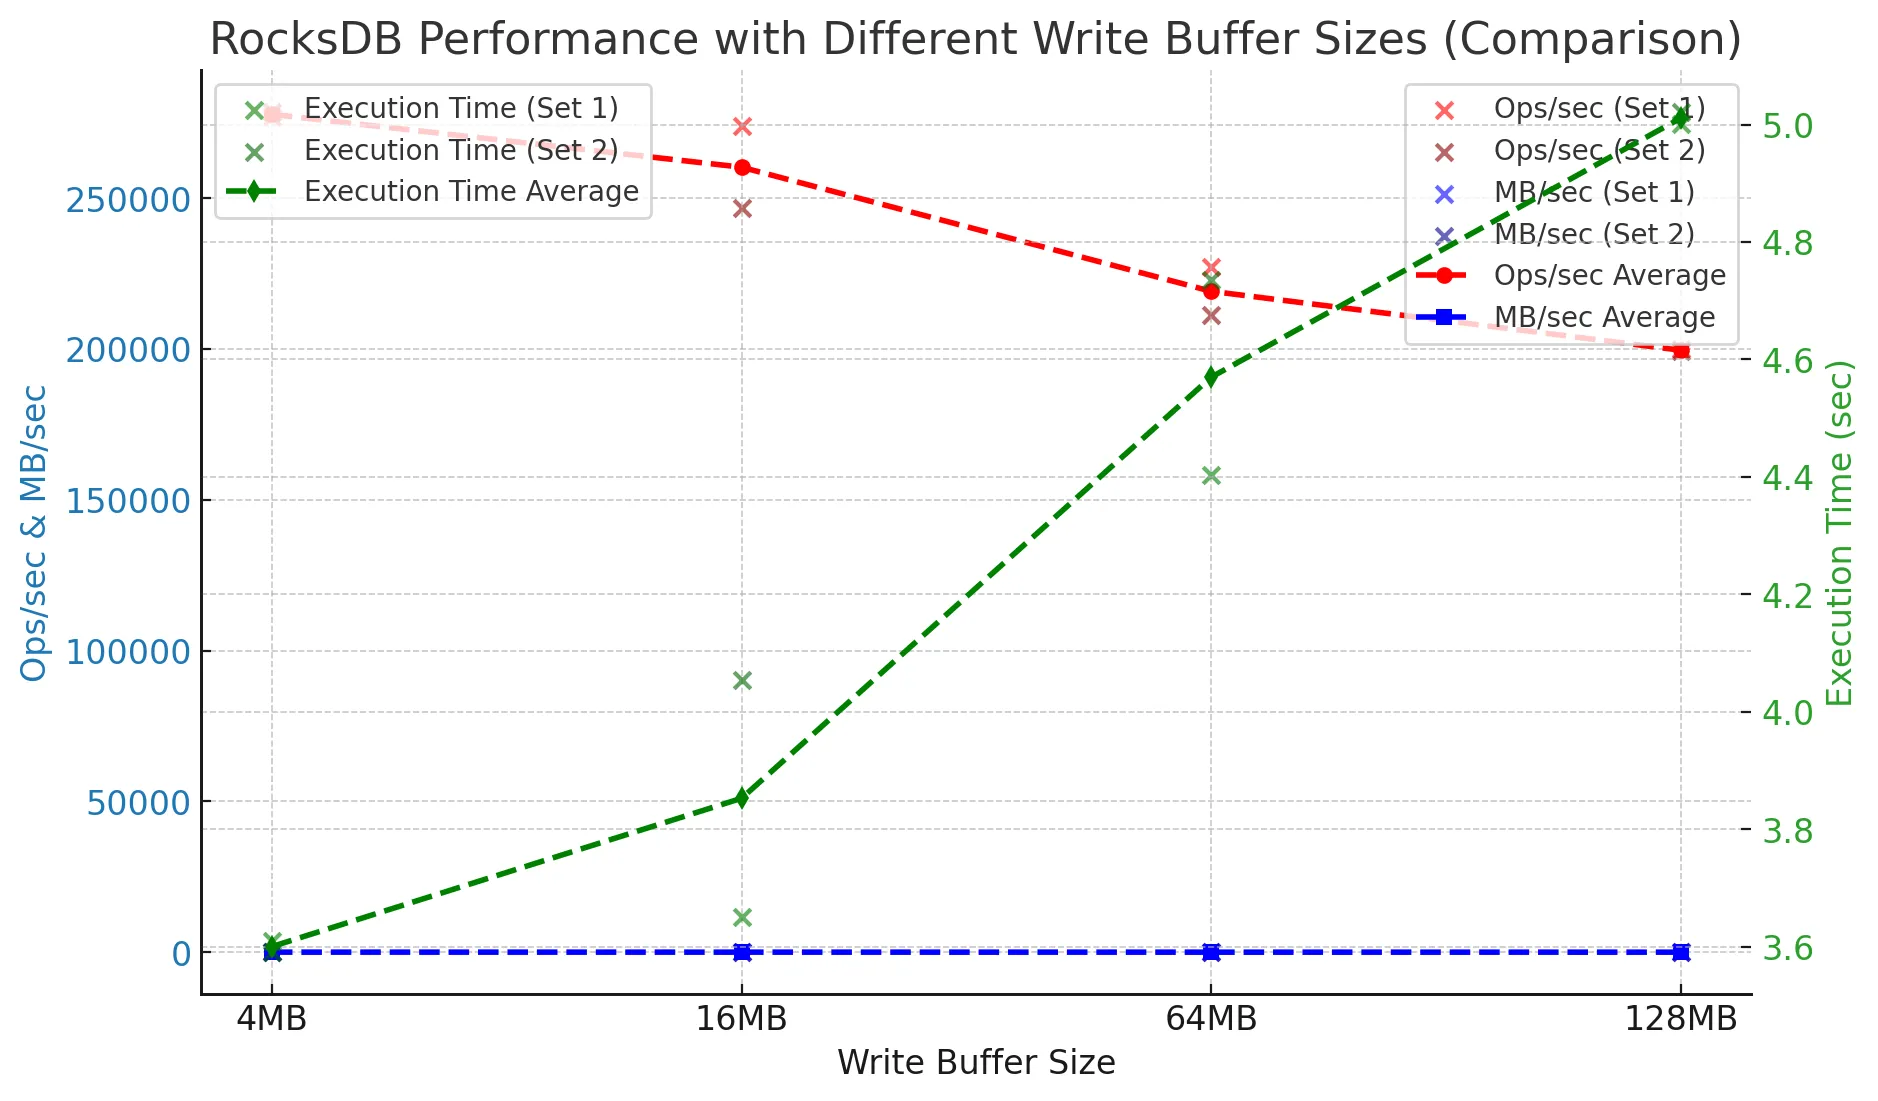 RocksDB Performance with Different Write Buffer Sizes (Comparison)
Execution Time (Set 1)
Execution Time (Set 2)
Execution Time Average
Ops/sec (Set 1)
Ops/sec (Set 2)
MB/sec (Set 1)
MB/sec (Set 2)
Ops/sec Average
MB/sec Average
Ops/sec & MB/sec
250000
200000
150000
100000
50000
0
5.0
4.8
4.6
4.4
4.2
4.0
3.8
3.6
Execution Time (sec)
4MB 16MB 64MB 128MB
Write Buffer Size